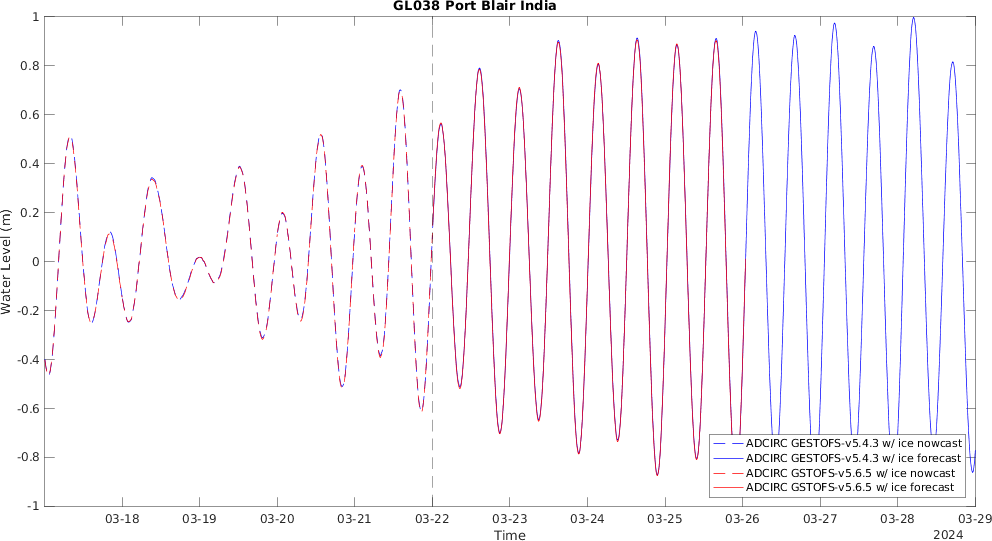 GL038 Port Blair India
1
0.8
0.6
0.4
0.2
0
-0.2
-0.4
-0.6
-0.8
-1
Water Level (m)
ADCIRC GESTOFS-v5.4.3 w/ ice nowcast
ADCIRC GESTOFS-v5.4.3 w/ ice forecast
ADCIRC GSTOFS-v5.6.5 w/ ice nowcast
ADCIRC GSTOFS-v5.6.5 w/ ice forecast
03-18 03-19 03-20 03-21 03-22 03-23 03-24 03-25 03-26 03-27 03-28 03-29
Time
2024